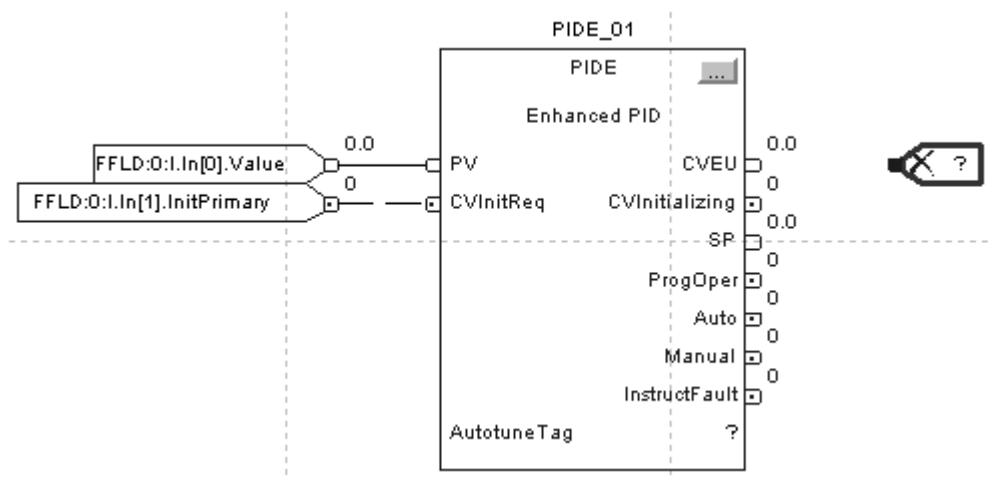 PIDE_01
PIDE
...
Enhanced PID
0.0
FFLD:0:I.In[0].Value
PV
CVEU
0.0
?
0
FFLD:0:I.In[1].InitPrimary
CVInitReq
CVInitializing
0
0.0
SP
0
ProgOper
0
Auto
0
Manual
0
InstructFault
AutotuneTag
?